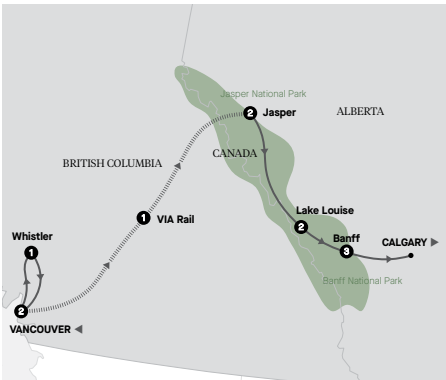 Jasper National Park
2 Jasper
ALBERTA
BRITISH COLUMBIA
CANADA
1 VIA Rail
Lake Louise
2
Whistler
1
Banff
3
CALGARY
Banff National Park
2
VANCOUVER